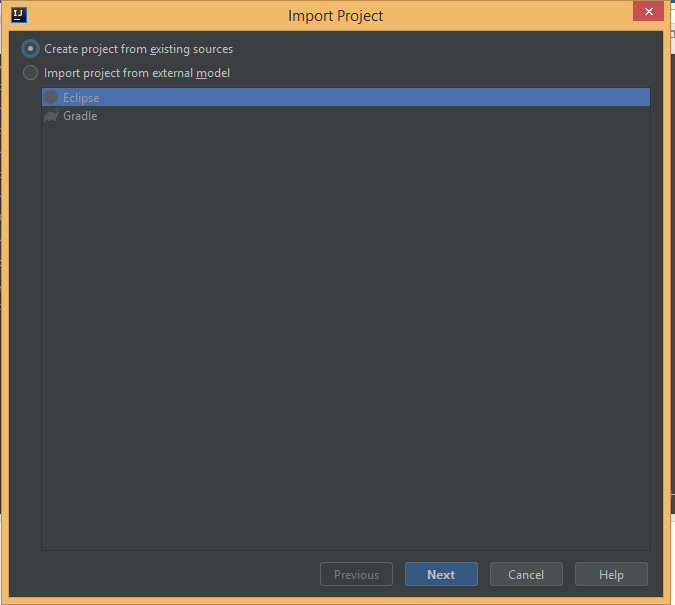 IJ
Import Project
Create project from existing sources
Import project from external model
Eclipse
Gradle
Previous
Next
Cancel
Help